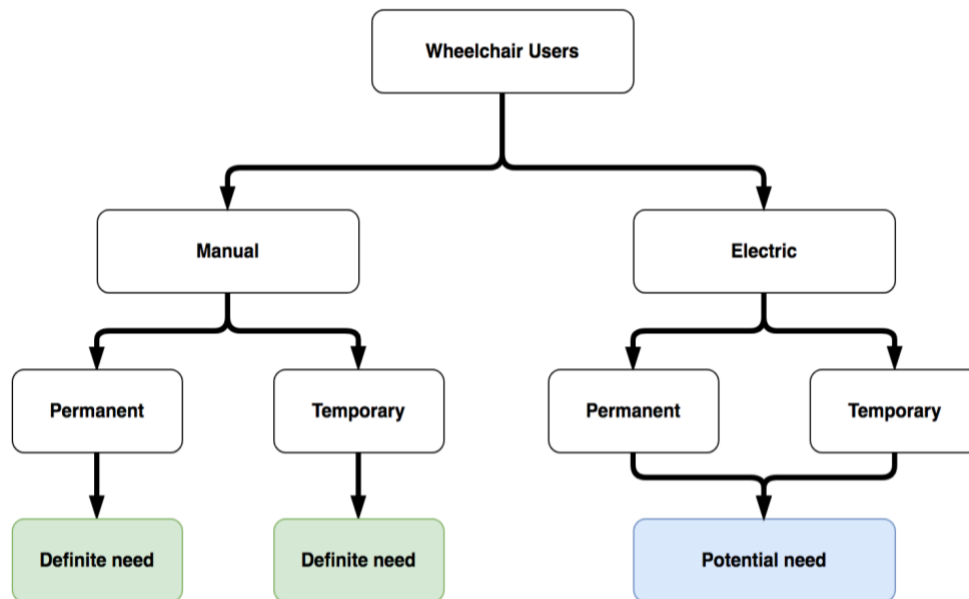 Wheelchair Users
Manual
Electric
Permanent
Temporary
Permanent
Temporary
Definite need
Definite need
Potential need